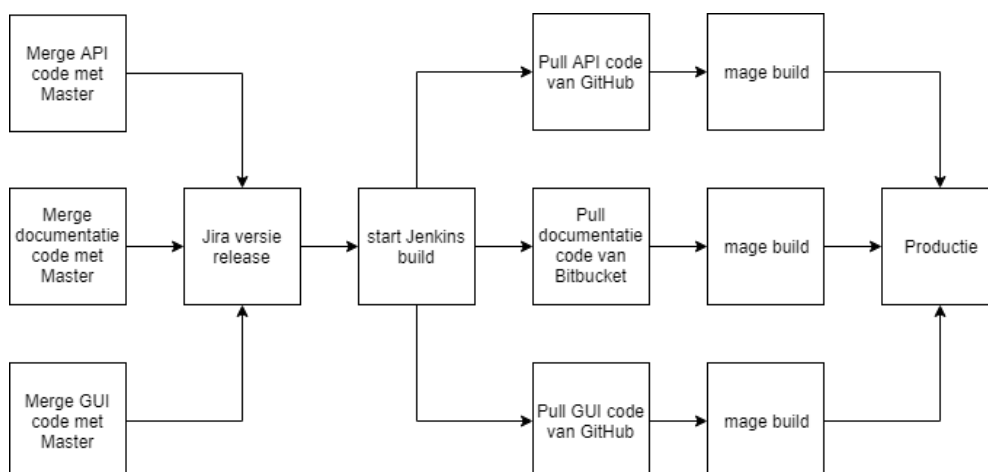 Merge API
code met
Master
Merge
documentatie
code met
Master
Merge GUI
code met
Master
Jira versie
release
start Jenkins
build
Pull API code
van GitHub
Pull
documentatie
code van
Bitbucket
Pull GUI code
van GitHub
mage build
mage build
mage build
Productie